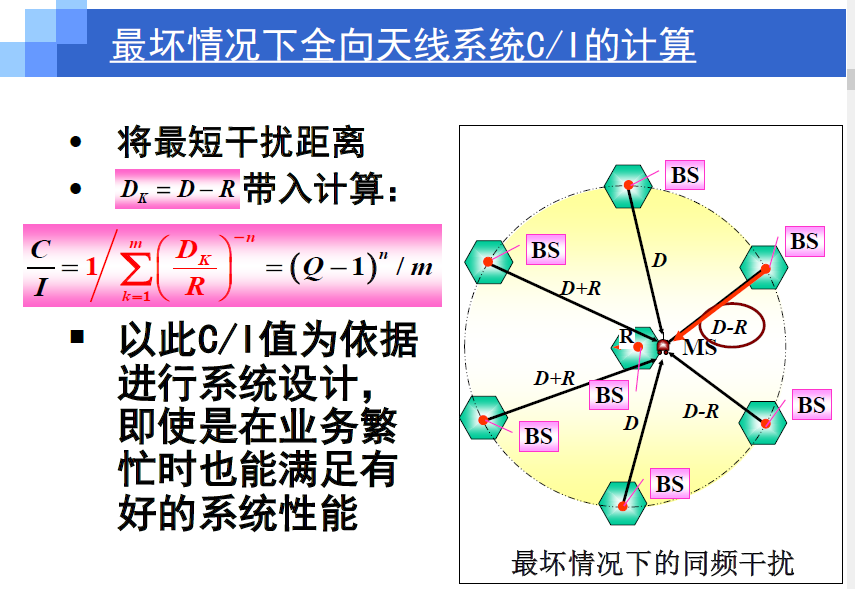 最坏情况下全向天线系统C/I的计算
• 将最短干扰距离
• D_K = D − R 带入计算：
C/I = 1/∑_{k=1}^{m}(D_K/R)^{−n} = (Q − 1)^n / m
■ 以此C/I值为依据
进行系统设计，
即使是在业务繁
忙时也能满足有
好的系统性能
BS
BS
BS
D
D+R
D-R
R
MS
D+R
BS
D-R
BS
D
BS
BS
最坏情况下的同频干扰